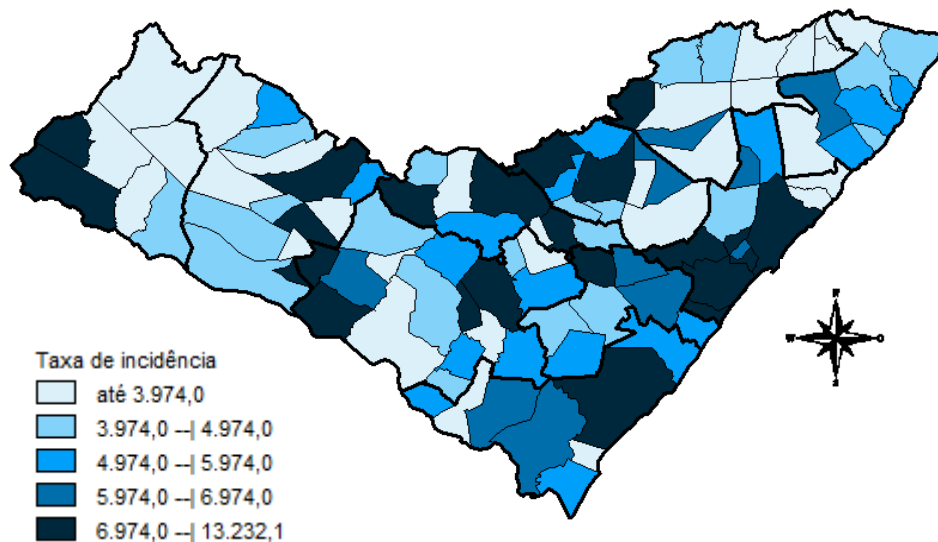 Taxa de incidência
até 3.974,0
3.974,0 --| 4.974,0
4.974,0 --| 5.974,0
5.974,0 --| 6.974,0
6.974,0 --| 13.232,1